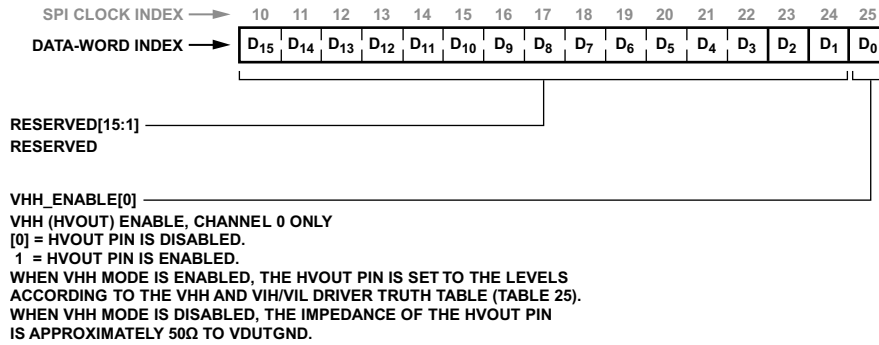 SPI CLOCK INDEX 10 11 12 13 14 15 16 17 18 19 20 21 22 23 24 25
DATA-WORD INDEX D15 D14 D13 D12 D11 D10 D9 D8 D7 D6 D5 D4 D3 D2 D1 D0
RESERVED[15:1]
RESERVED
VHH_ENABLE[0]
VHH (HVOUT) ENABLE, CHANNEL 0 ONLY
[0] = HVOUT PIN IS DISABLED.
1 = HVOUT PIN IS ENABLED.
WHEN VHH MODE IS ENABLED, THE HVOUT PIN IS SET TO THE LEVELS
ACCORDING TO THE VHH AND VIH/VIL DRIVER TRUTH TABLE (TABLE 25).
WHEN VHH MODE IS DISABLED, THE IMPEDANCE OF THE HVOUT PIN
IS APPROXIMATELY 50Ω TO VDUTGND.